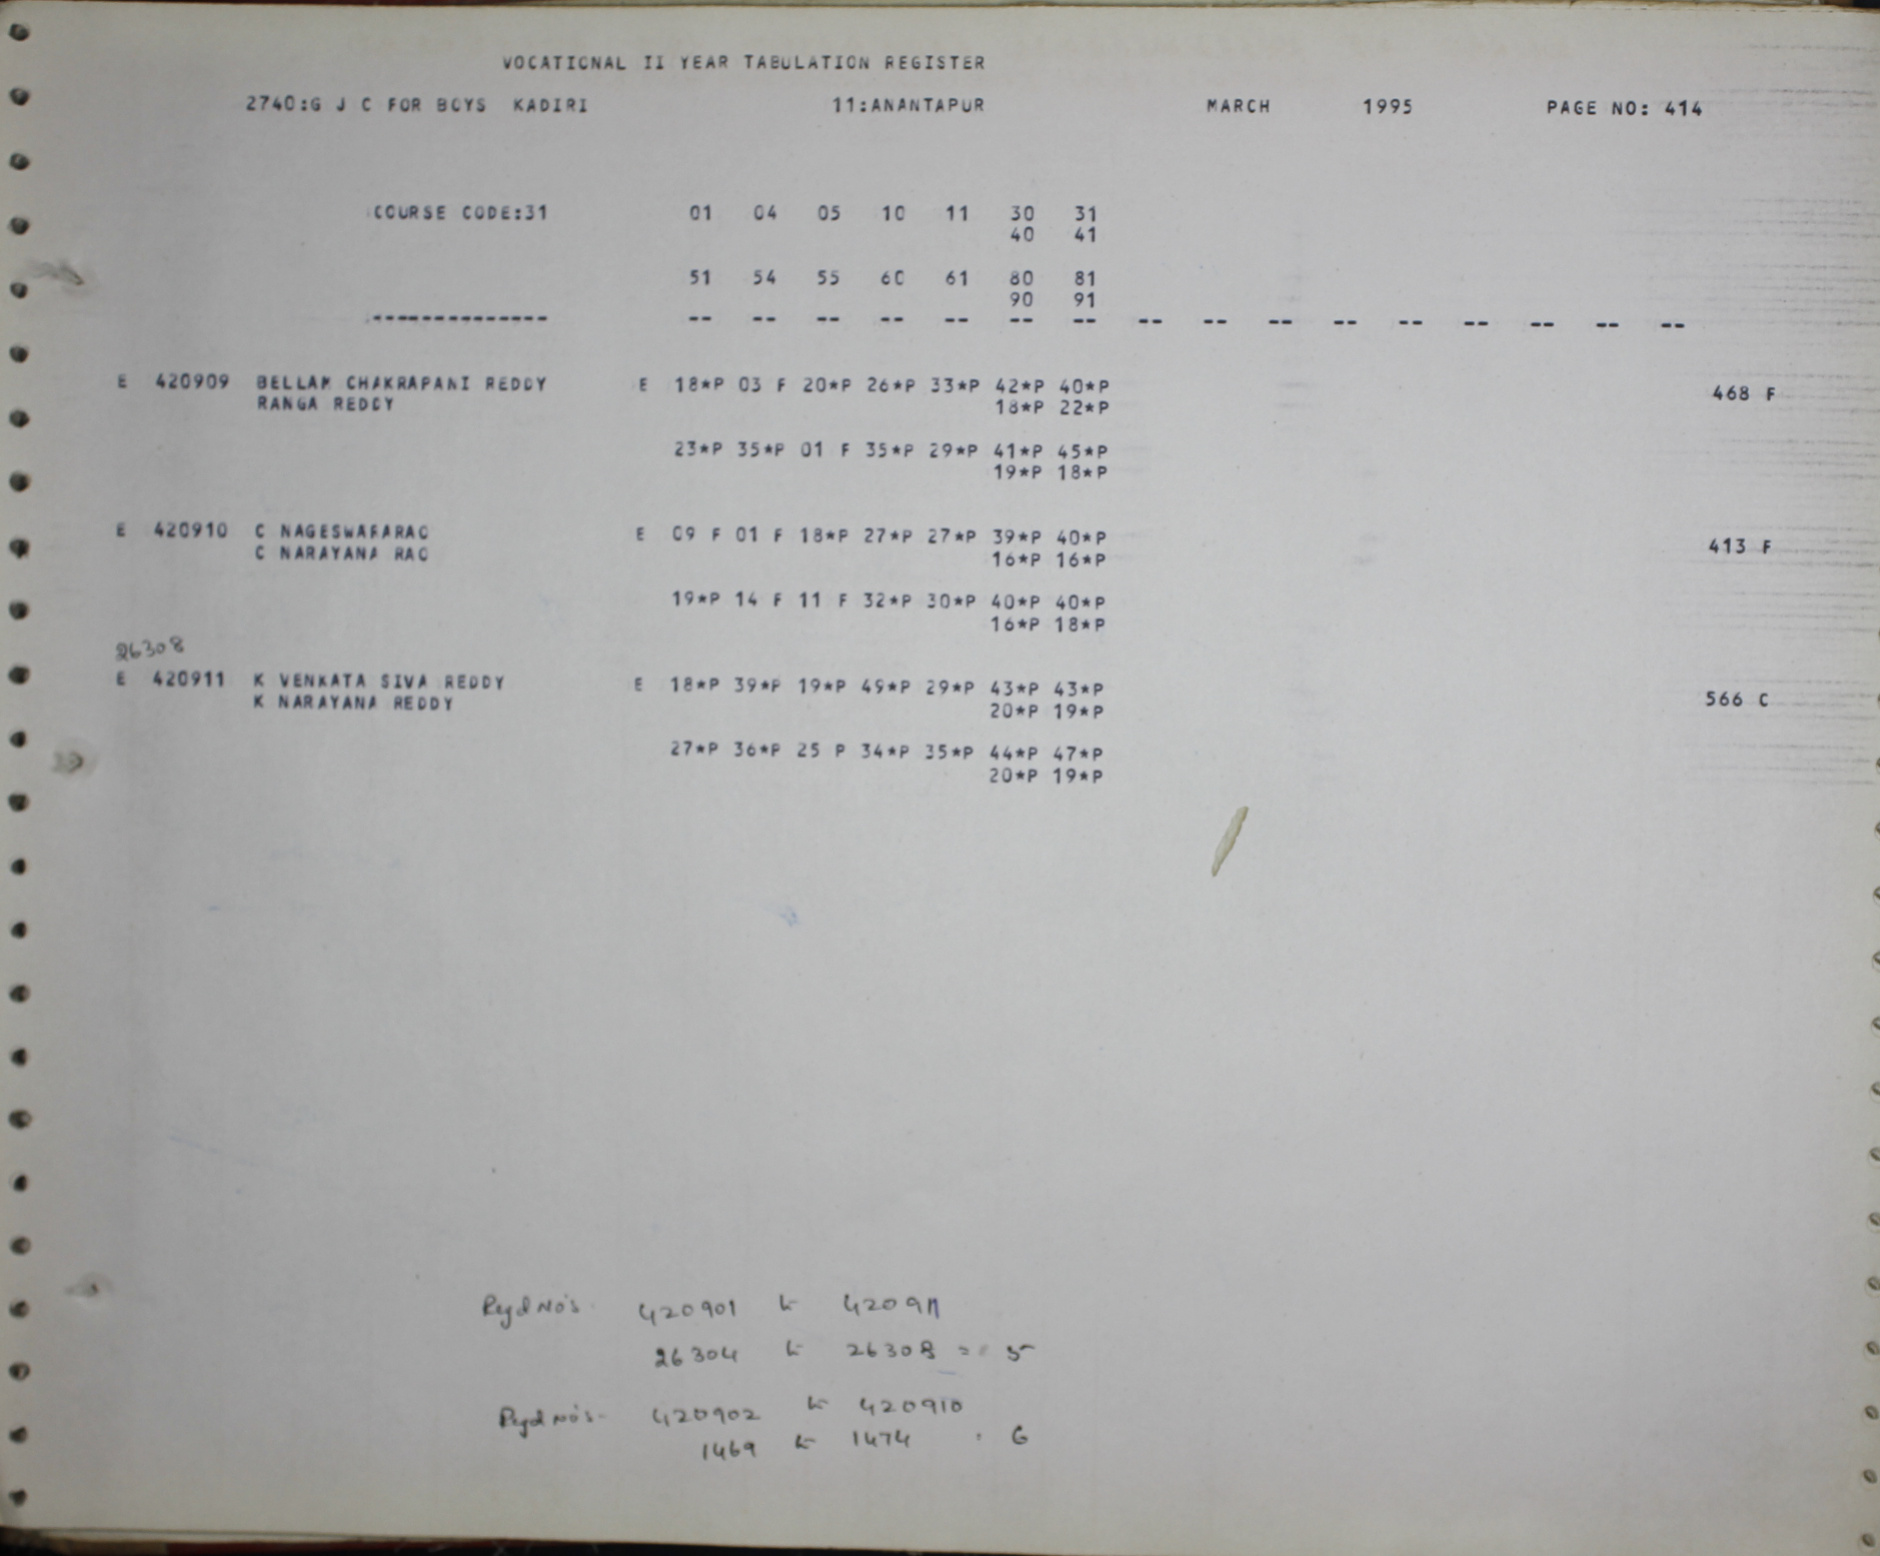 VOCATIONAL II YEAR TABULATION REGISTER
2740:G J C FOR BOYS KADIRI 11:ANANTAPUR MARCH 1995 PAGE NO: 414
COURSE CODE:31 01 04 05 10 11 30 31
40 41
51 54 55 60 61 80 81
90 91
-------------- -- -- -- -- -- -- -- -- -- -- -- -- -- -- -- --
E 420909 BELLAM CHAKRAPANI REDDY E 18*P 03 F 20*P 26*P 33*P 42*P 40*P 468 F
RANGA REDDY 18*P 22*P
23*P 35*P 01 F 35*P 29*P 41*P 45*P
19*P 18*P
E 420910 C NAGESWARARAO E 09 F 01 F 18*P 27*P 27*P 39*P 40*P 413 F
C NARAYANA RAO 16*P 16*P
19*P 14 F 11 F 32*P 30*P 40*P 40*P
16*P 18*P
26308
E 420911 K VENKATA SIVA REDDY E 18*P 39*P 19*P 49*P 29*P 43*P 43*P 566 C
K NARAYANA REDDY 20*P 19*P
27*P 36*P 25 P 34*P 35*P 44*P 47*P
20*P 19*P
Regd No's. 420901 to 420911
26304 to 26308 = 5
Regd No's- 420902 to 420910
1469 to 1474 . 6